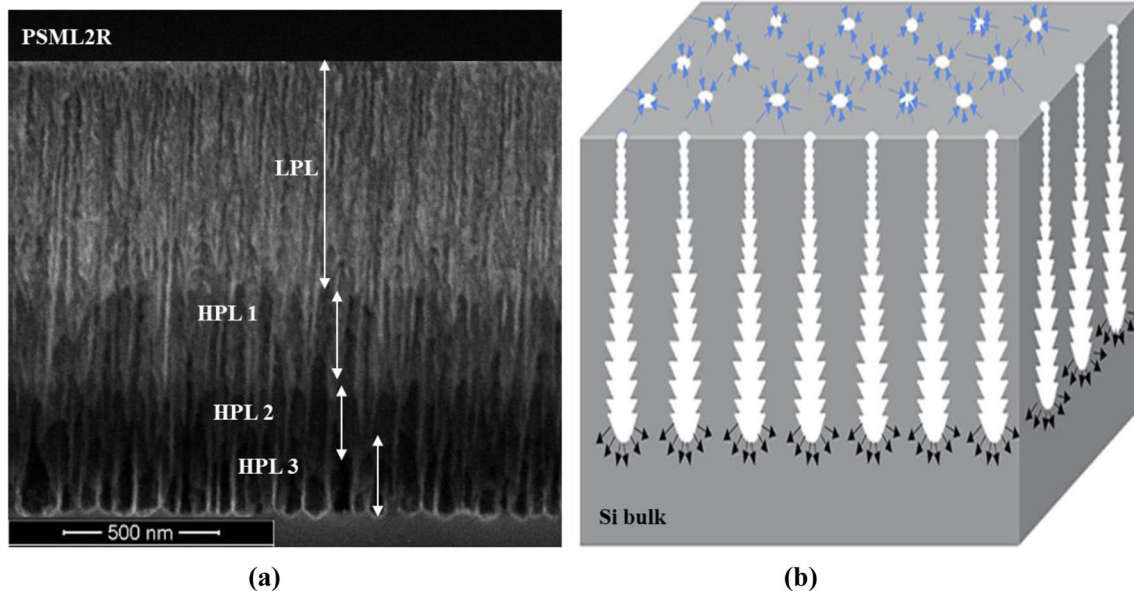 PSML2R
LPL
HPL 1
HPL 2
HPL 3
500 nm
Si bulk
(a)
(b)